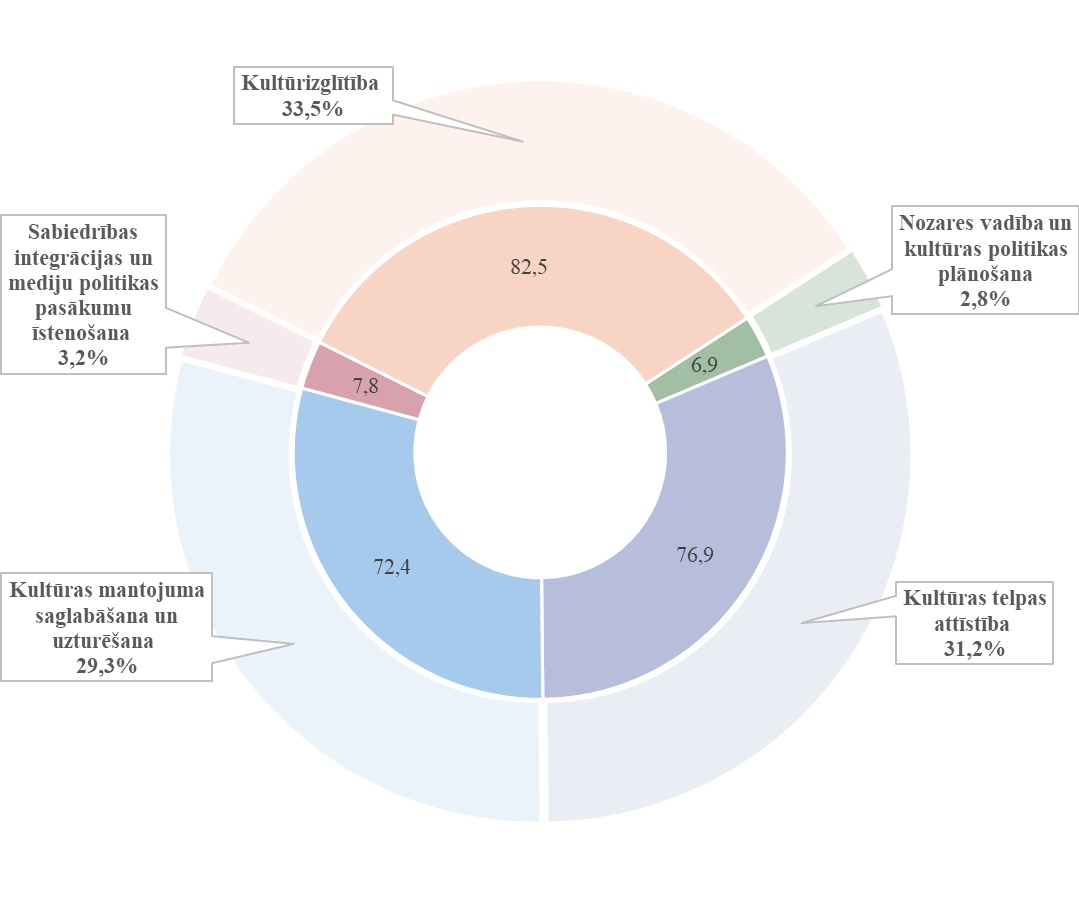 Kultūrizglītība
33,5%
Sabiedrības
integrācijas un
mediju politikas
pasākumu
īstenošana
3,2%
Nozares vadība un
kultūras politikas
plānošana
2,8%
82,5
6,9
7,8
76,9
72,4
Kultūras mantojuma
saglabāšana un
uzturēšana
29,3%
Kultūras telpas
attīstība
31,2%